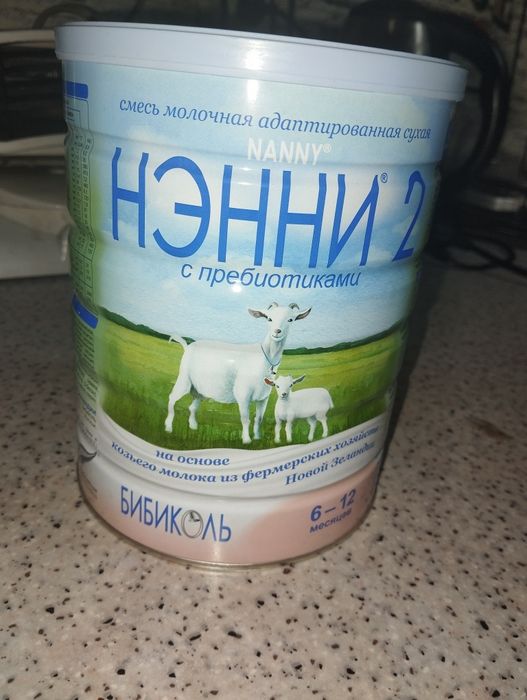 смесь молочная адаптированная сухая
NANNY®
НЭННИ® 2
с пребиотиками
на основе
козьего молока из фермерских хозяйств
Новой Зеландии
БИБИКОЛЬ
6–12
месяцев